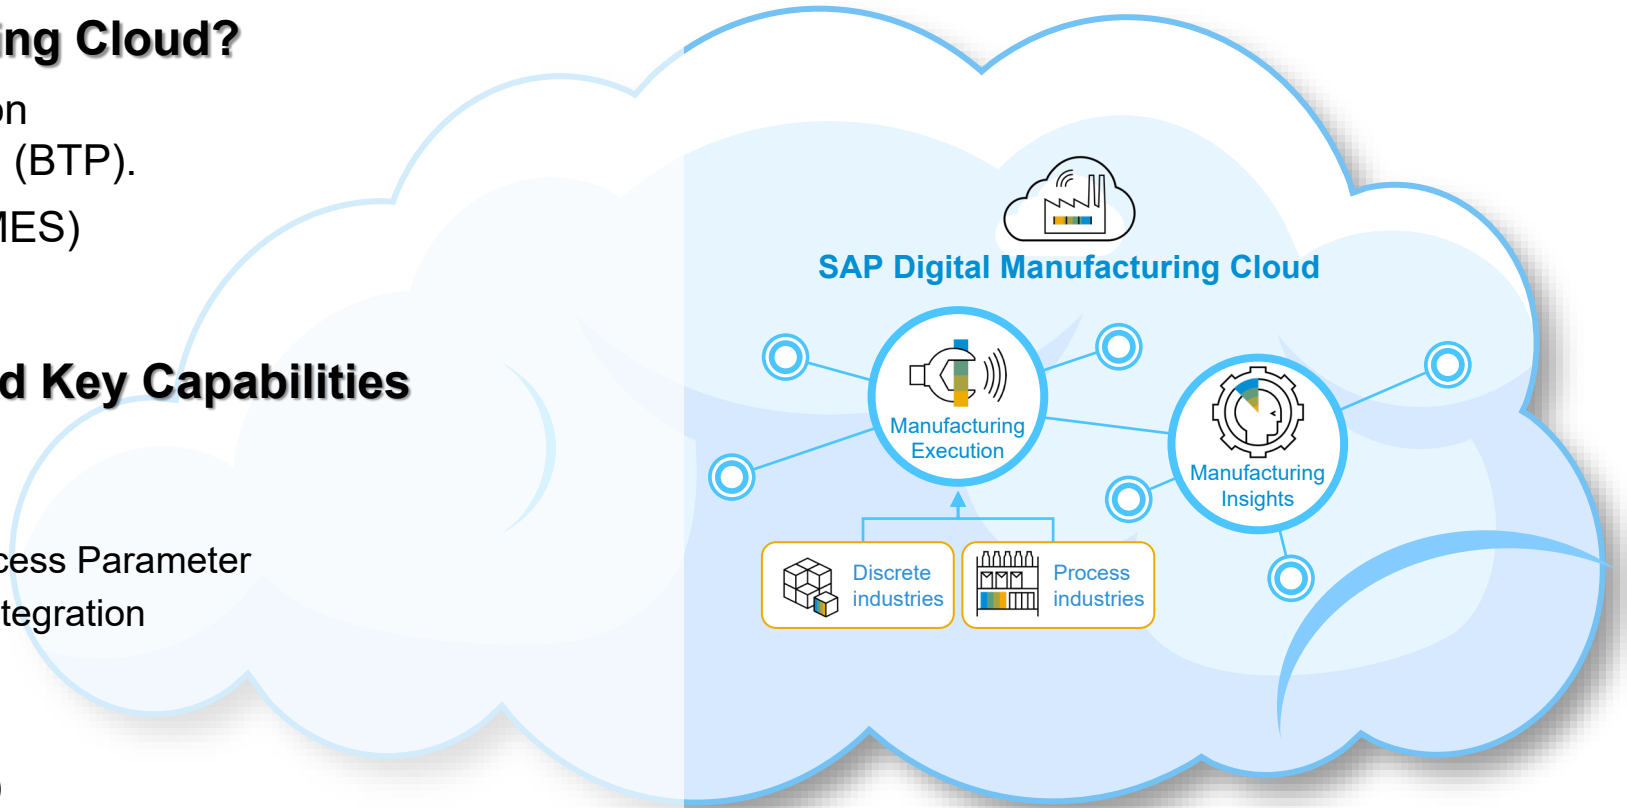 ing Cloud?
on
(BTP).
MES)
d Key Capabilities
cess Parameter
tegration
)
SAP Digital Manufacturing Cloud
Manufacturing
Execution
Manufacturing
Insights
Discrete
industries
Process
industries